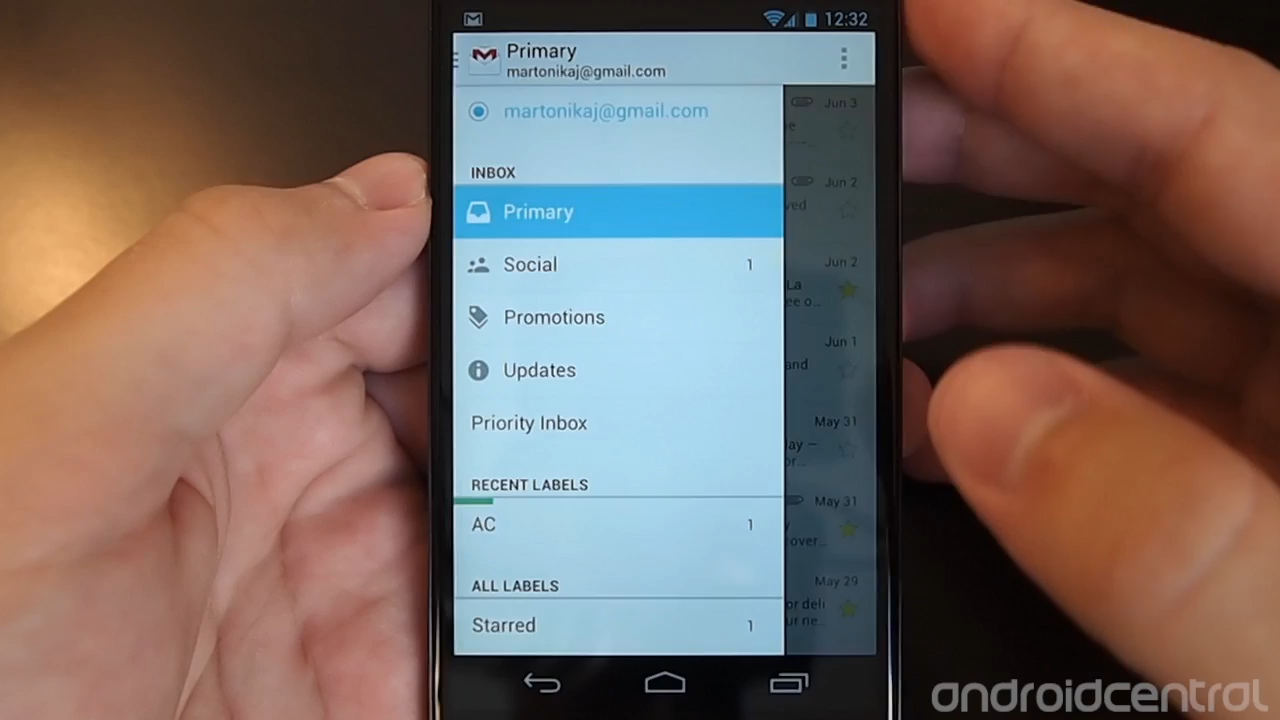 12:32
Primary
martonikaj@gmail.com
martonikaj@gmail.com
INBOX
Primary
Social 1
Promotions
Updates
Priority Inbox
RECENT LABELS
AC 1
ALL LABELS
Starred 1
Jun 3
Jun 2
Jun 2
La
Jun 1
and
May 31
May 31
May 29
androidcentral